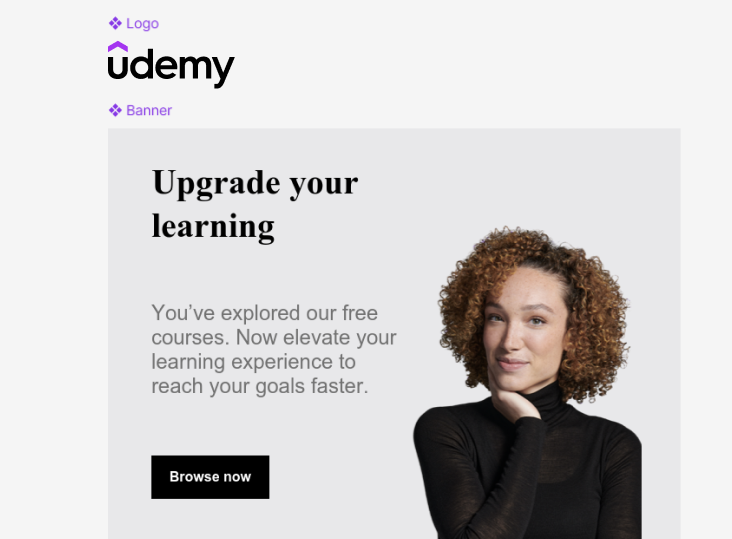 Logo
udemy
Banner
Upgrade your
learning
You’ve explored our free
courses. Now elevate your
learning experience to
reach your goals faster.
Browse now